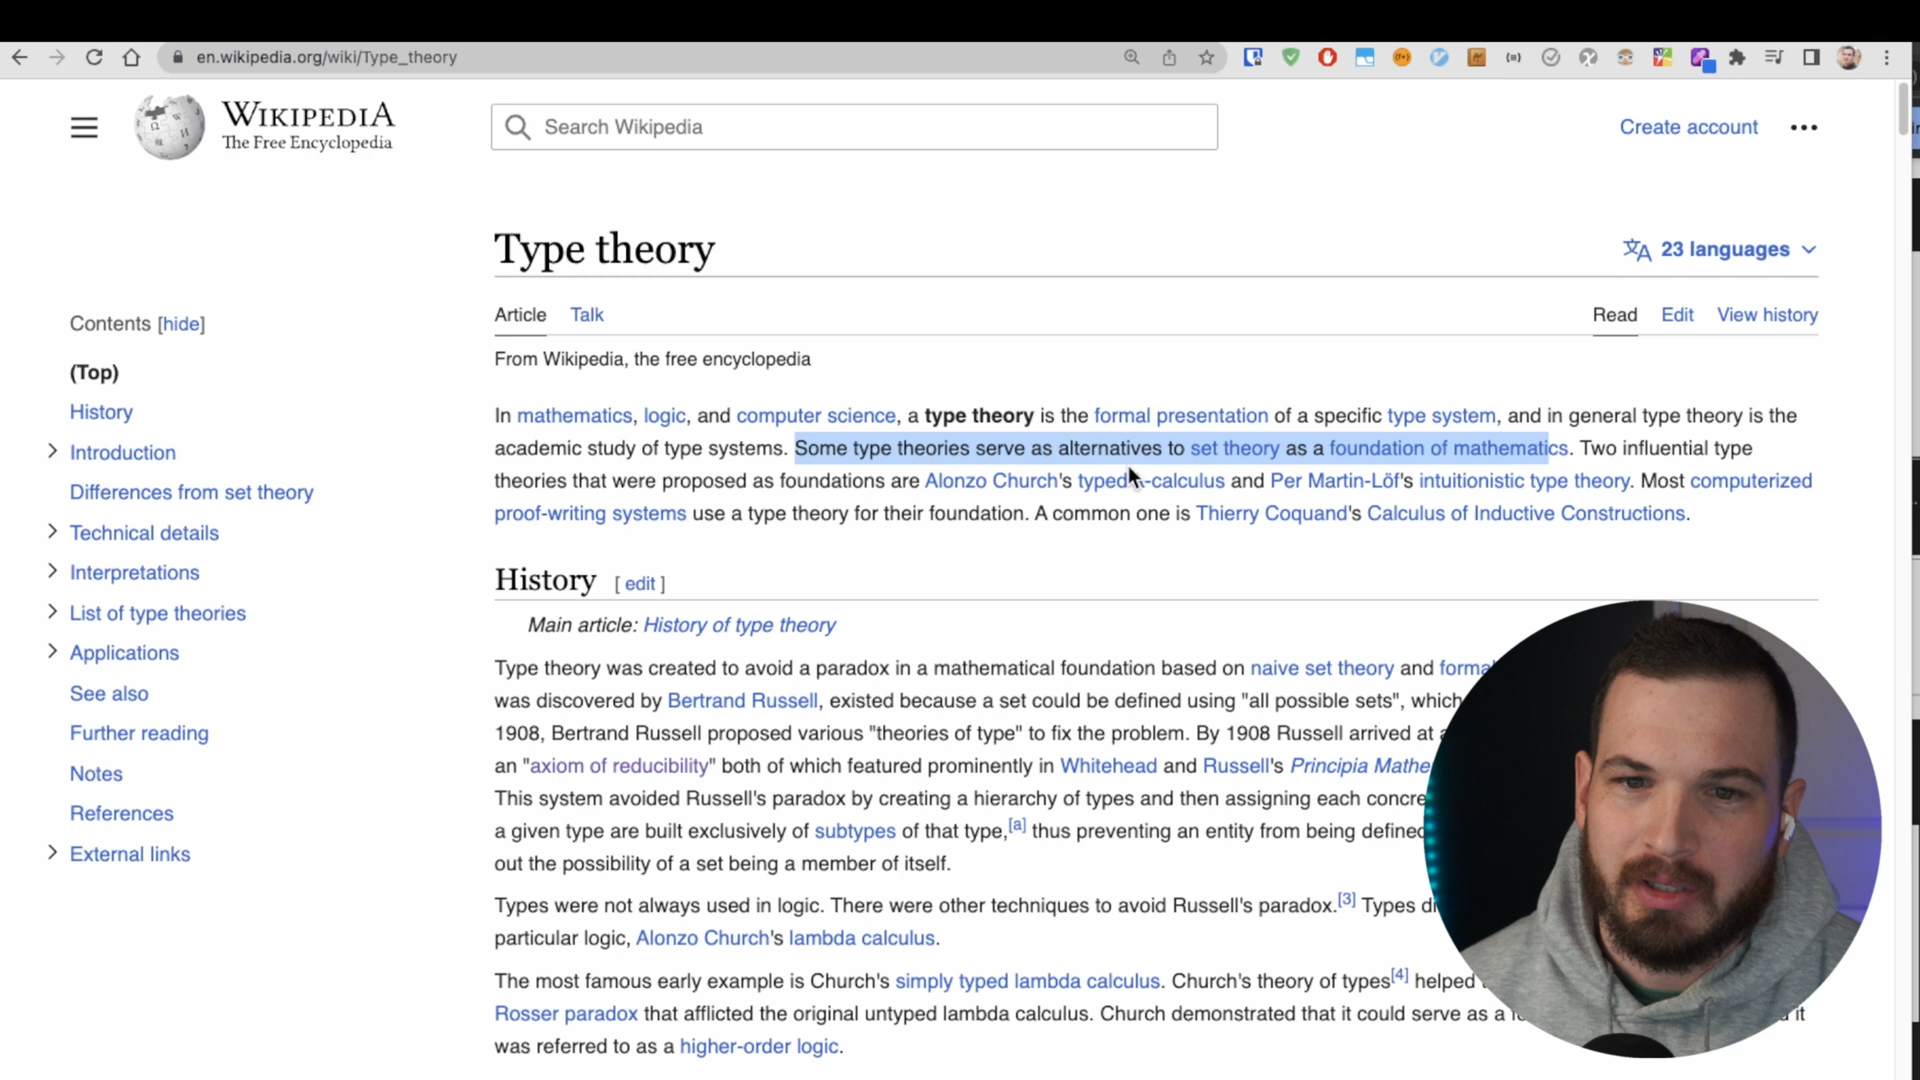 en.wikipedia.org/wiki/Type_theory
WIKIPEDIA
The Free Encyclopedia
Search Wikipedia
Create account
Type theory
23 languages
Article Talk
Read Edit View history
From Wikipedia, the free encyclopedia
Contents [hide]
(Top)
History
Introduction
Differences from set theory
Technical details
Interpretations
List of type theories
Applications
See also
Further reading
Notes
References
External links
In mathematics, logic, and computer science, a type theory is the formal presentation of a specific type system, and in general type theory is the
academic study of type systems. Some type theories serve as alternatives to set theory as a foundation of mathematics. Two influential type
theories that were proposed as foundations are Alonzo Church's typed -calculus and Per Martin-Löf's intuitionistic type theory. Most computerized
proof-writing systems use a type theory for their foundation. A common one is Thierry Coquand's Calculus of Inductive Constructions.
History [ edit ]
Main article: History of type theory
Type theory was created to avoid a paradox in a mathematical foundation based on naive set theory and
was discovered by Bertrand Russell, existed because a set could be defined using "all possible sets", which
1908, Bertrand Russell proposed various "theories of type" to fix the problem. By 1908 Russell arrived at
an "axiom of reducibility" both of which featured prominently in Whitehead and Russell's Principia
This system avoided Russell's paradox by creating a hierarchy of types and then assigning each
a given type are built exclusively of subtypes of that type,[a] thus preventing an entity from being
out the possibility of a set being a member of itself.
Types were not always used in logic. There were other techniques to avoid Russell's paradox.[3] Types
particular logic, Alonzo Church's lambda calculus.
The most famous early example is Church's simply typed lambda calculus. Church's theory of types[4] helped
Rosser paradox that afflicted the original untyped lambda calculus. Church demonstrated that it could serve as a it
was referred to as a higher-order logic.